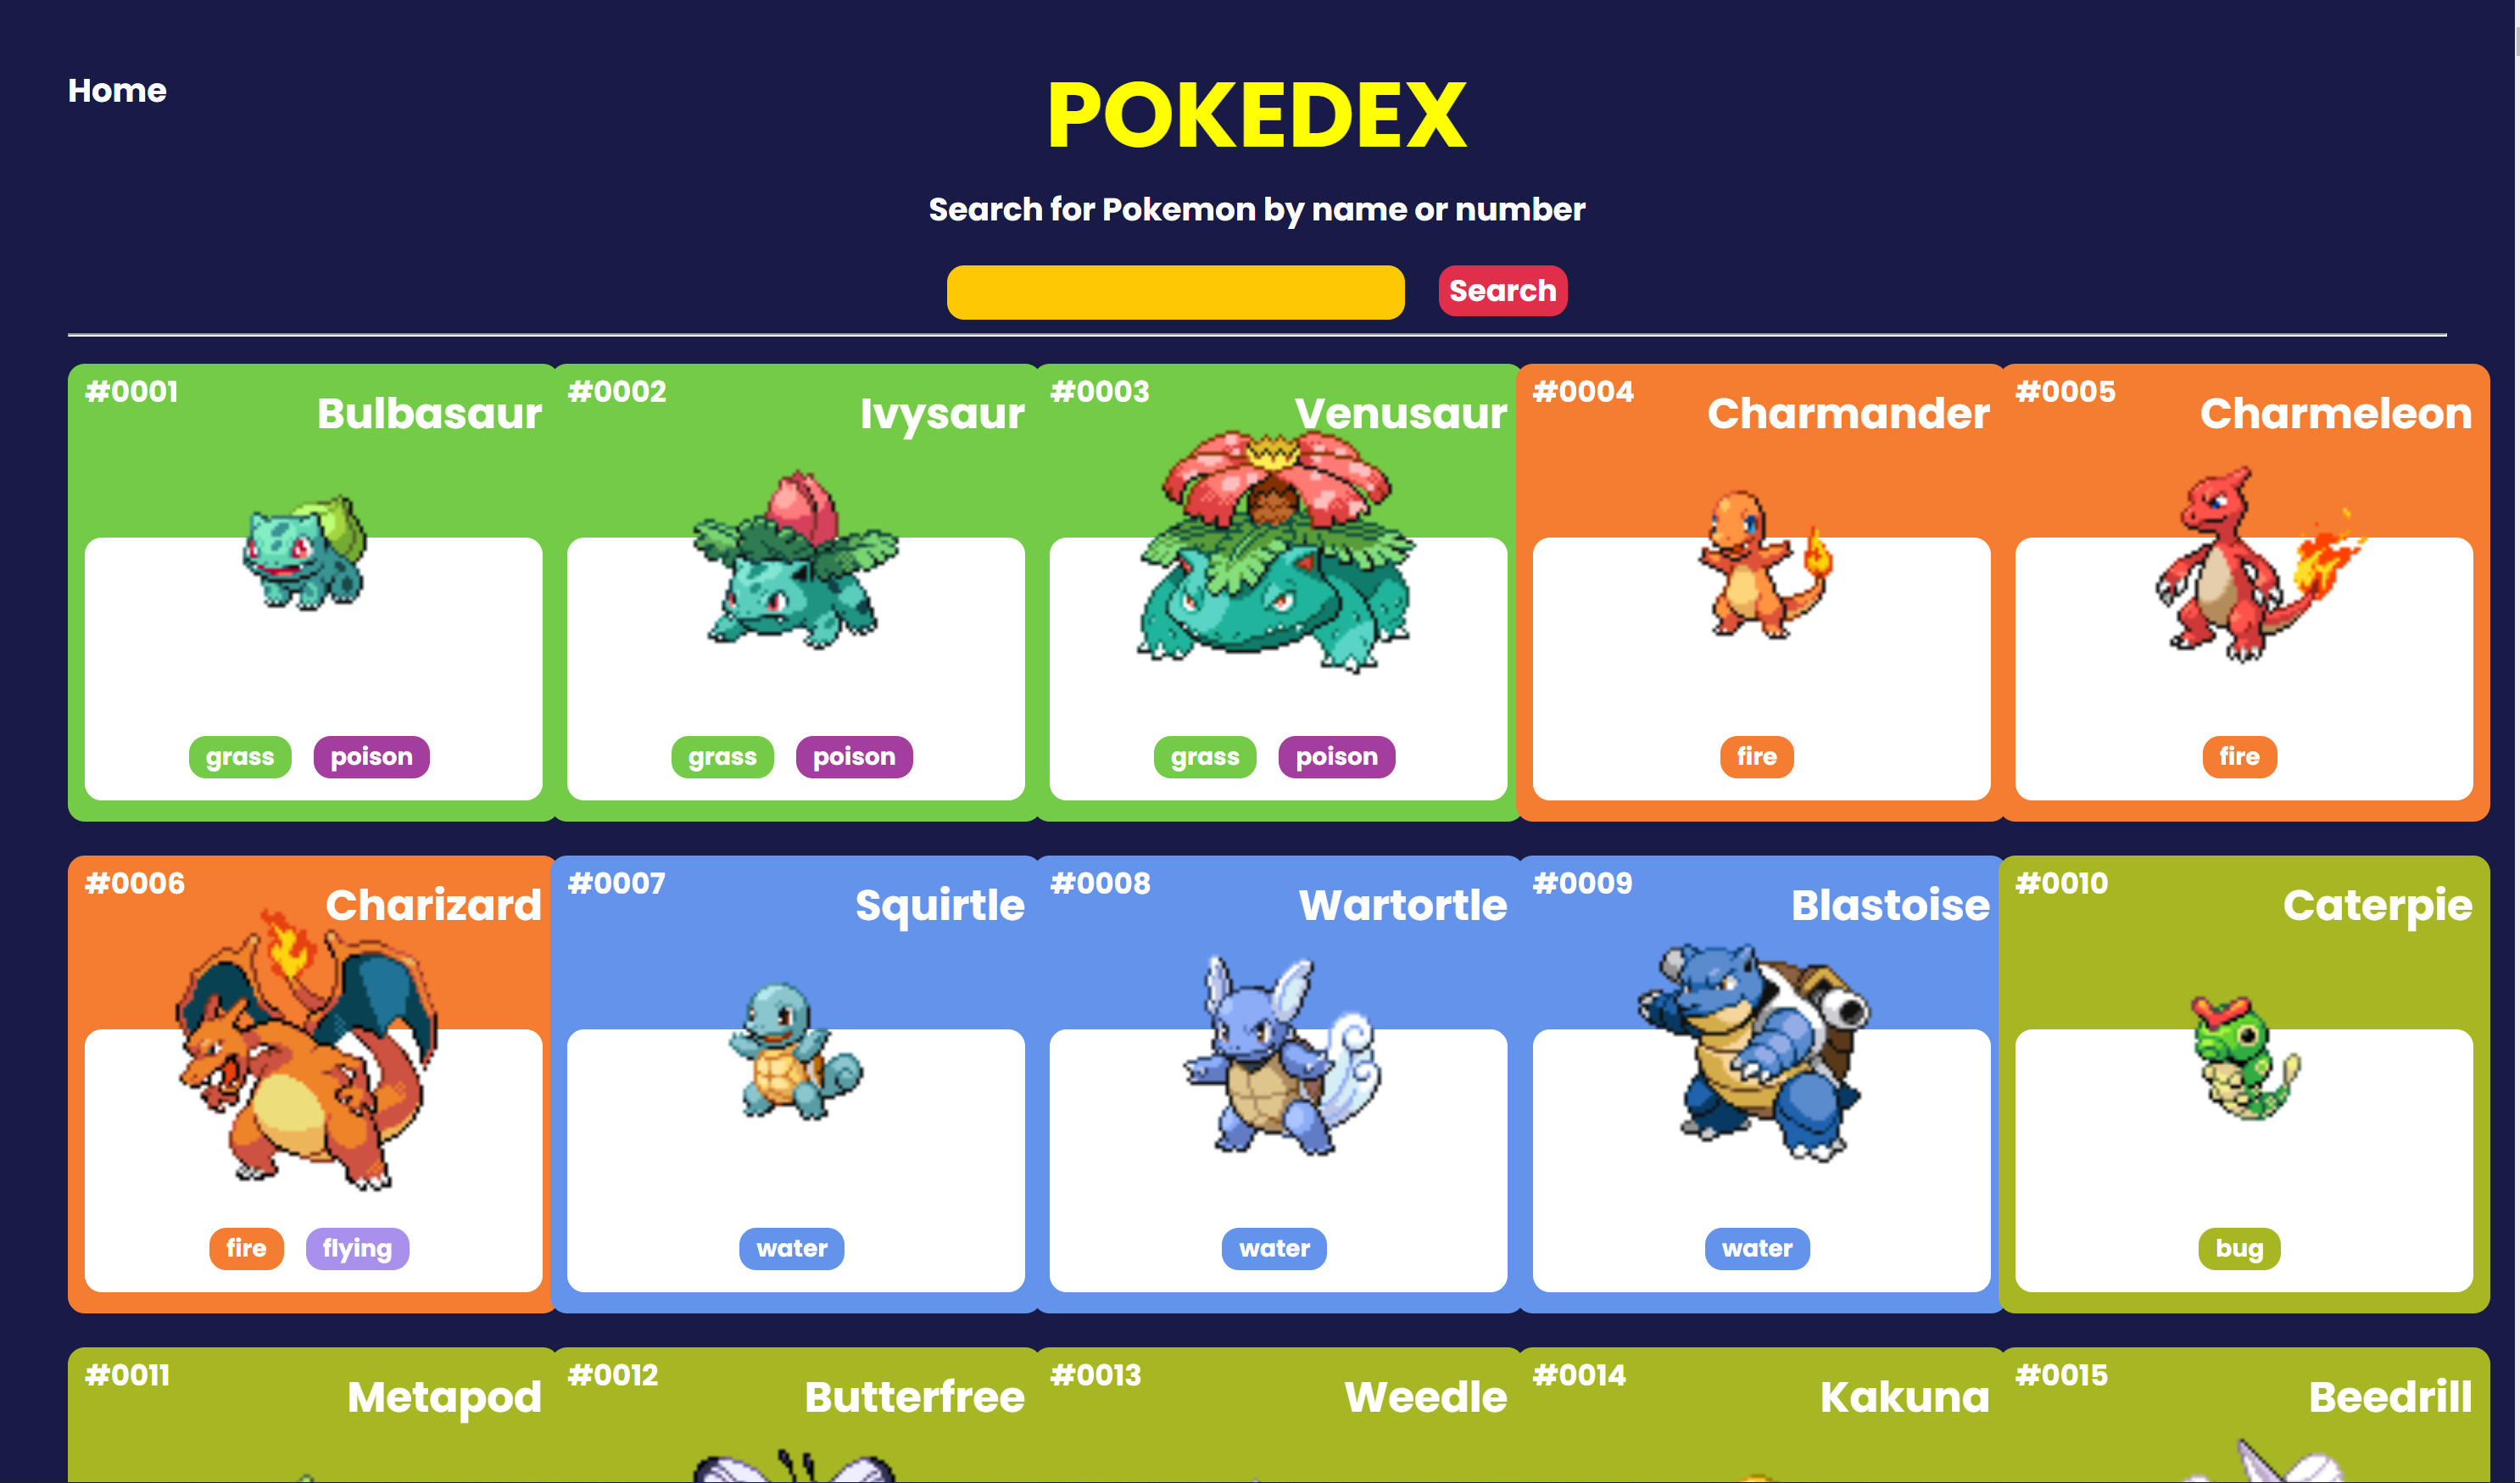 Home
POKEDEX
Search for Pokemon by name or number
Search
#0001
Bulbasaur
grass poison
#0002
Ivysaur
grass poison
#0003
Venusaur
grass poison
#0004
Charmander
fire
#0005
Charmeleon
fire
#0006
Charizard
fire flying
#0007
Squirtle
water
#0008
Wartortle
water
#0009
Blastoise
water
#0010
Caterpie
bug
#0011
Metapod
#0012
Butterfree
#0013
Weedle
#0014
Kakuna
#0015
Beedrill